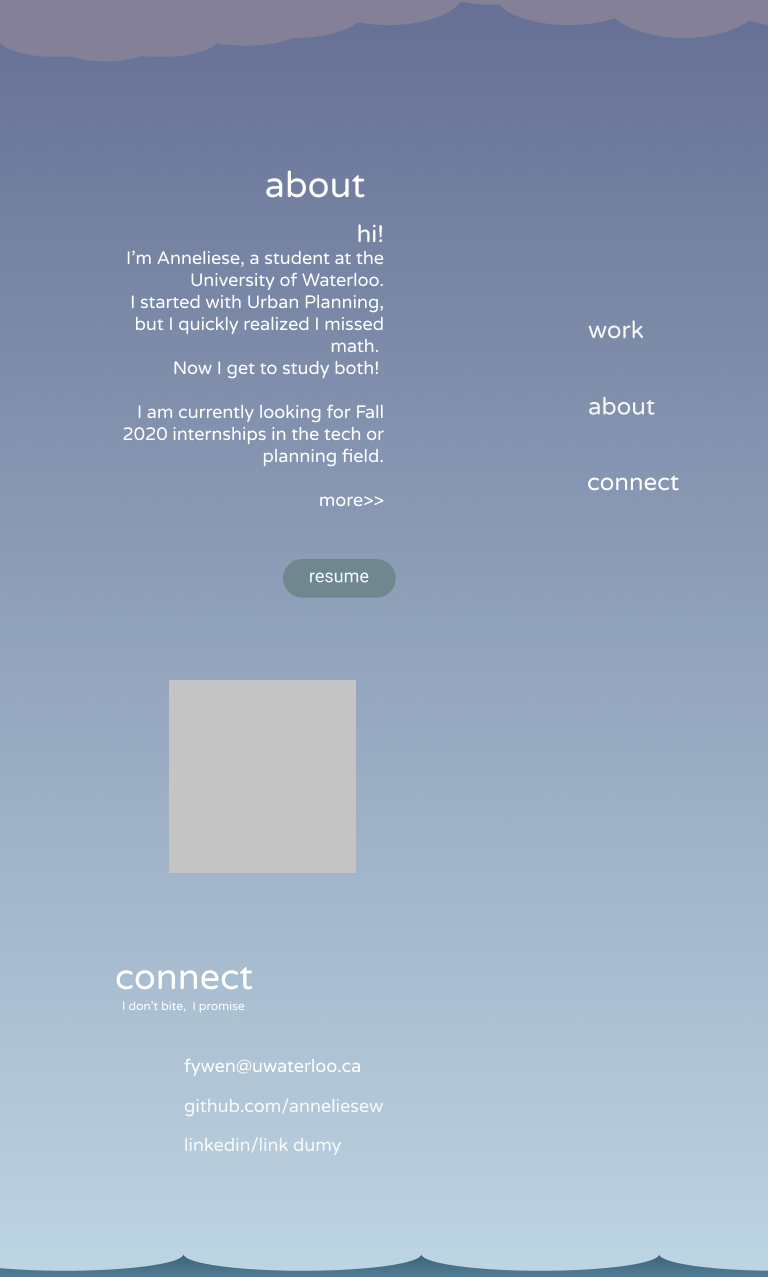 about
hi!
I'm Anneliese, a student at the
University of Waterloo.
I started with Urban Planning,
but I quickly realized I missed
math.
Now I get to study both!
I am currently looking for Fall
2020 internships in the tech or
planning field.
more>>
resume
work
about
connect
connect
I don't bite, I promise
fywen@uwaterloo.ca
github.com/anneliesew
linkedin/link dumy